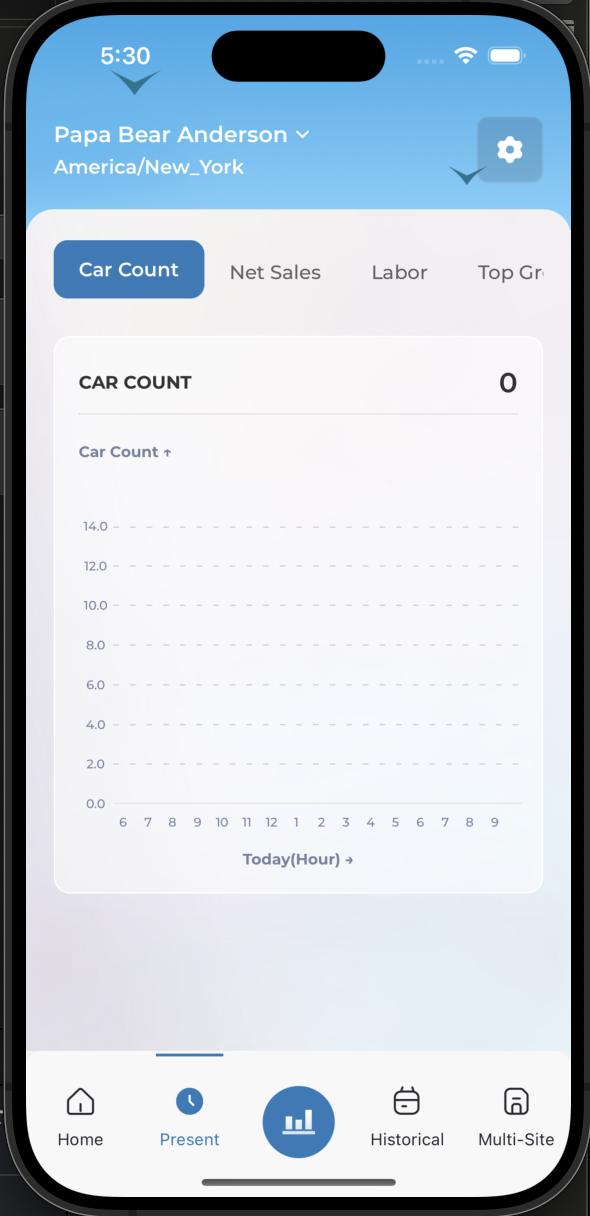 5:30
Papa Bear Anderson
America/New_York
Car Count Net Sales Labor Top Gr
CAR COUNT 0
Car Count ↑
14.0
12.0
10.0
8.0
6.0
4.0
2.0
0.0
6 7 8 9 10 11 12 1 2 3 4 5 6 7 8 9
Today(Hour) →
Home Present Historical Multi-Site